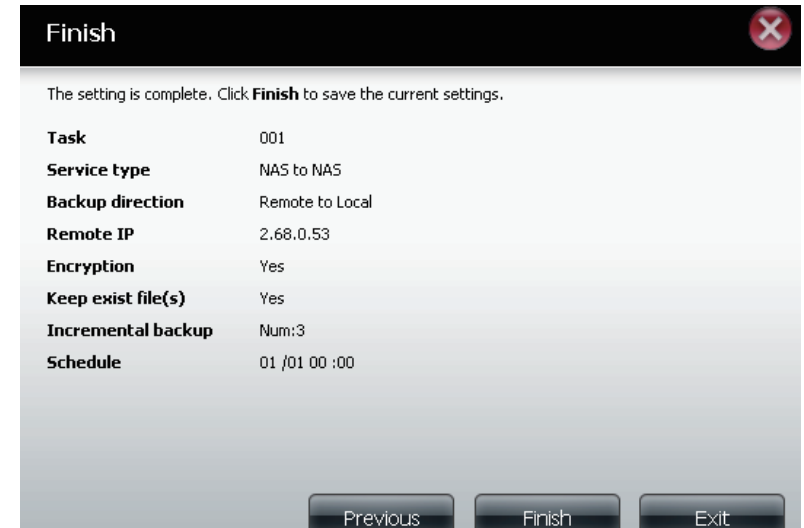 Finish
The setting is complete. Click Finish to save the current settings.
Task 001
Service type NAS to NAS
Backup direction Remote to Local
Remote IP 2.68.0.53
Encryption Yes
Keep exist file(s) Yes
Incremental backup Num:3
Schedule 01 /01 00 :00
Previous Finish Exit